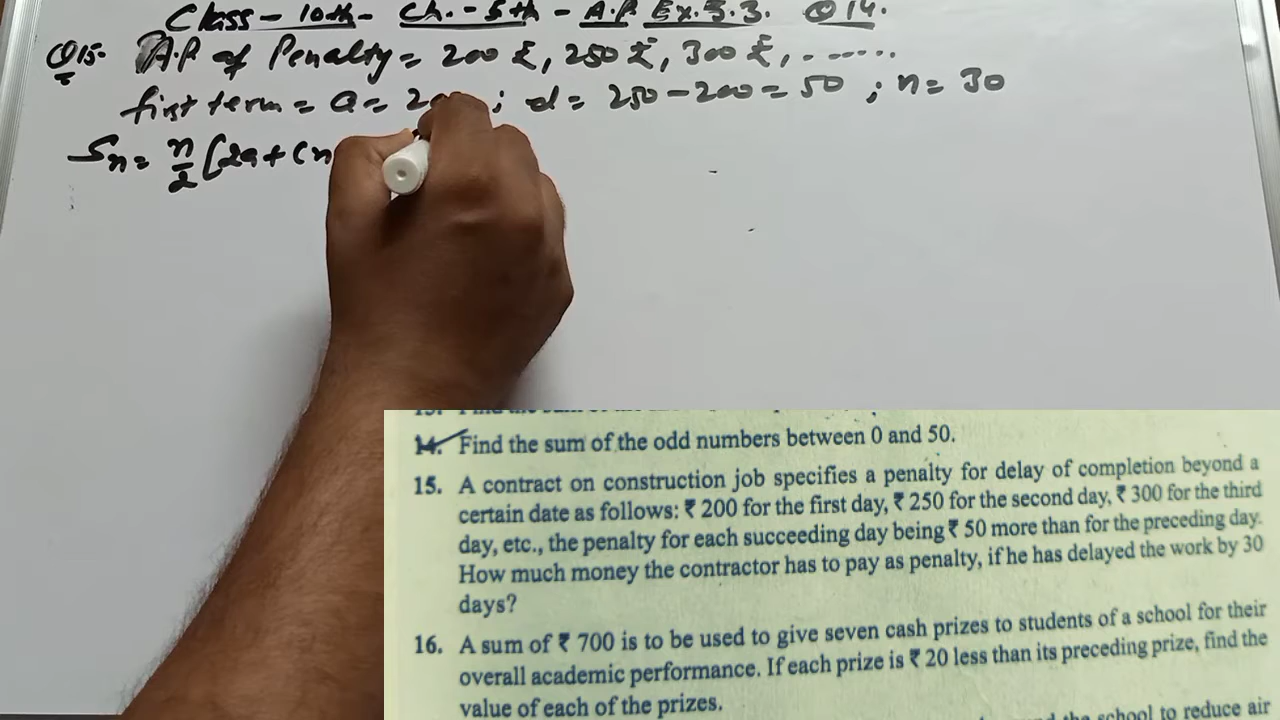 Class - 10th - Ch. - 5th - A.P Ex. 5.3. Q 14.
Q15. A.P of Penalty = 200 ₹, 250 ₹, 300 ₹, .......
first term = a = 200 ; d = 250 - 200 = 50 ; n = 30
Sn = n/2 [2a + (n
14. Find the sum of the odd numbers between 0 and 50.
15. A contract on construction job specifies a penalty for delay of completion beyond a
certain date as follows: ₹ 200 for the first day, ₹ 250 for the second day, ₹ 300 for the third
day, etc., the penalty for each succeeding day being ₹ 50 more than for the preceding day.
How much money the contractor has to pay as penalty, if he has delayed the work by 30
days?
16. A sum of ₹ 700 is to be used to give seven cash prizes to students of a school for their
overall academic performance. If each prize is ₹ 20 less than its preceding prize, find the
value of each of the prizes.
the school to reduce air